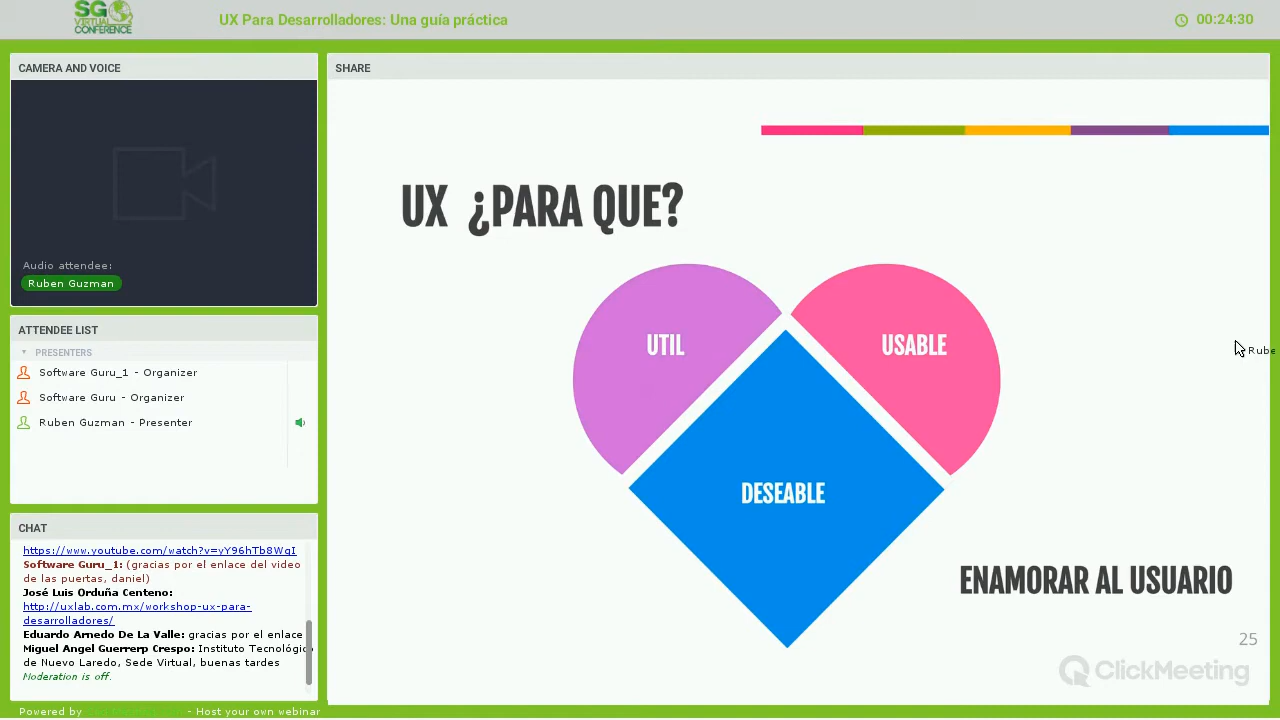 SG
VIRTUAL
CONFERENCE
UX Para Desarrolladores: Una guía práctica
00:24:30
CAMERA AND VOICE
Audio attendee:
Ruben Guzman
ATTENDEE LIST
PRESENTERS
Software Guru_1 - Organizer
Software Guru - Organizer
Ruben Guzman - Presenter
CHAT
https://www.youtube.com/watch?v=yY96hTb8WgI
Software Guru_1: (gracias por el enlace del video
de las puertas, daniel)
José Luis Orduña Centeno:
http://uxlab.com.mx/workshop-ux-para-
desarrolladores/
Eduardo Arnedo De La Valle: gracias por el enlace
Miguel Angel Guerrerp Crespo: Instituto Tecnológico
de Nuevo Laredo, Sede Virtual, buenas tardes
Moderation is off.
Powered by - Host your own webinar
SHARE
UX ¿PARA QUE?
UTIL
USABLE
DESEABLE
Rube
ENAMORAR AL USUARIO
25
ClickMeeting